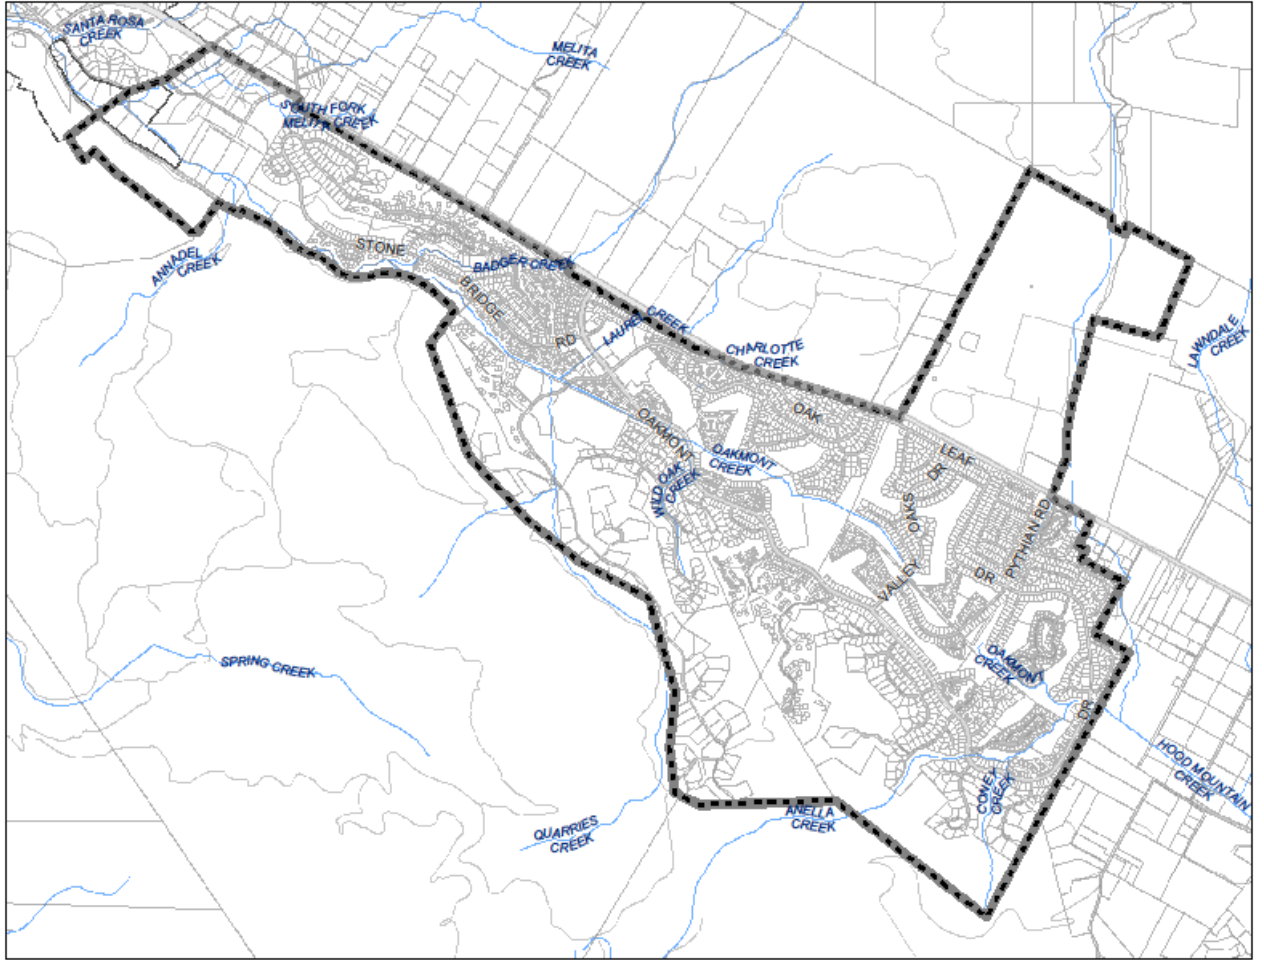 SANTA ROSA
CREEK
MELITA
CREEK
SOUTH FORK
MELITA CREEK
ANNADEL
CREEK
STONE
BADGER CREEK
BRIDGE
RD
LAUREL CREEK
CHARLOTTE
CREEK
LAWNDALE
CREEK
OAKMONT
OAK
OAKMONT
CREEK
LEAF
DR
WILD OAK
CREEK
OAKS
PYTHIAN RD
VALLEY
DR
SPRING CREEK
OAKMONT
CREEK
DR
HOOD MOUNTAIN
CREEK
CONEY
CREEK
ANELLA
CREEK
QUARRIES
CREEK